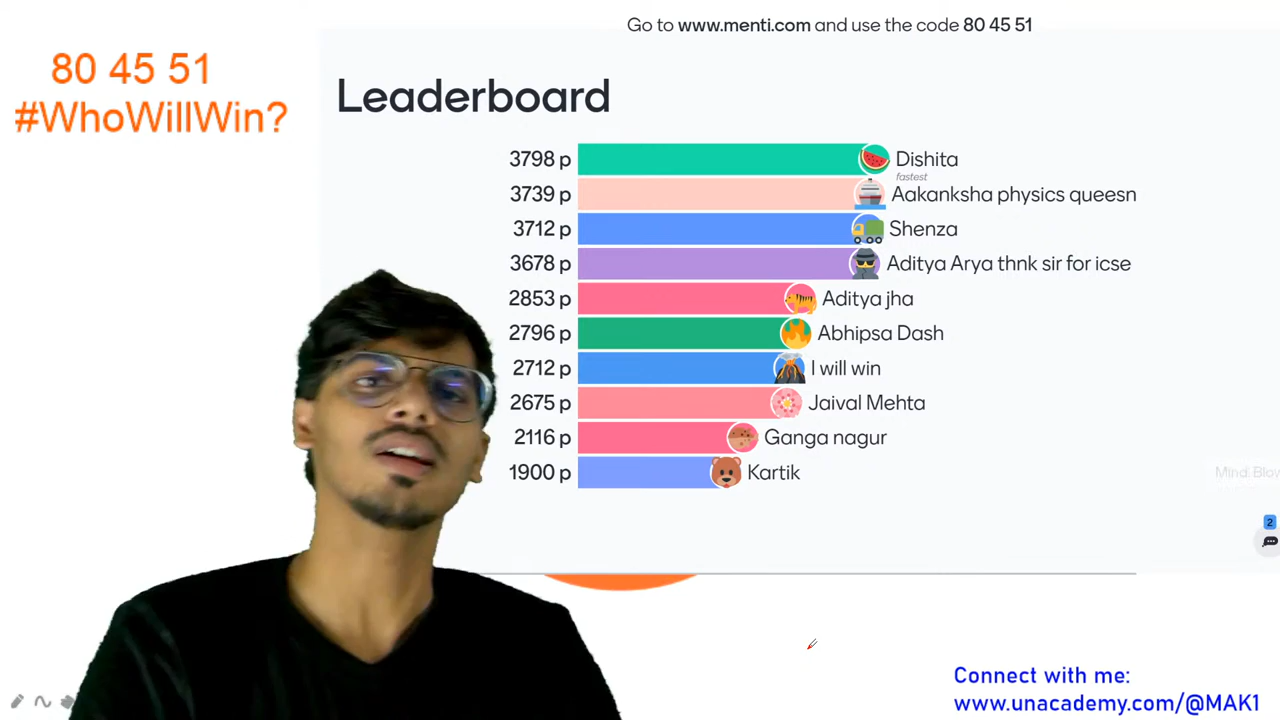 Go to www.menti.com and use the code 80 45 51
80 45 51
#WhoWillWin?
Leaderboard
3798 p Dishita
fastest
3739 p Aakanksha physics queesn
3712 p Shenza
3678 p Aditya Arya thnk sir for icse
2853 p Aditya jha
2796 p Abhipsa Dash
2712 p I will win
2675 p Jaival Mehta
2116 p Ganga nagur
1900 p Kartik
Mind. Blow
2
Connect with me:
www.unacademy.com/@MAK1